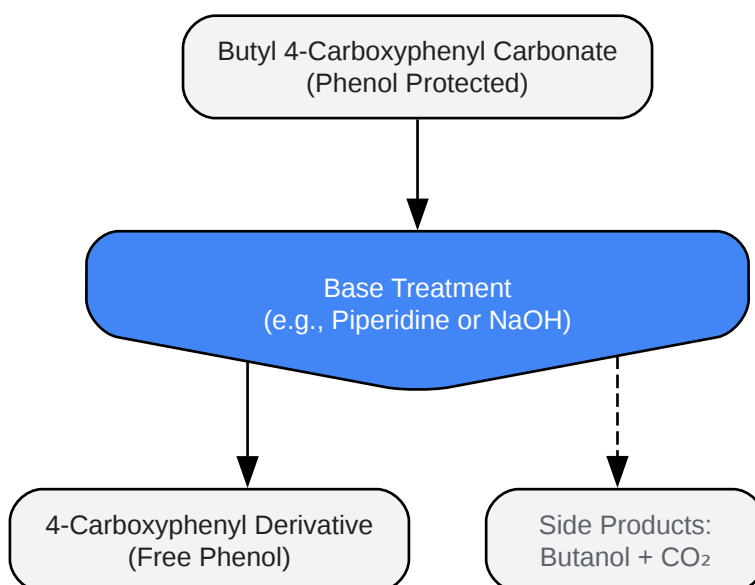 Butyl 4-Carboxyphenyl Carbonate
(Phenol Protected)
Base Treatment
(e.g., Piperidine or NaOH)
4-Carboxyphenyl Derivative
(Free Phenol)
Side Products:
Butanol + CO₂